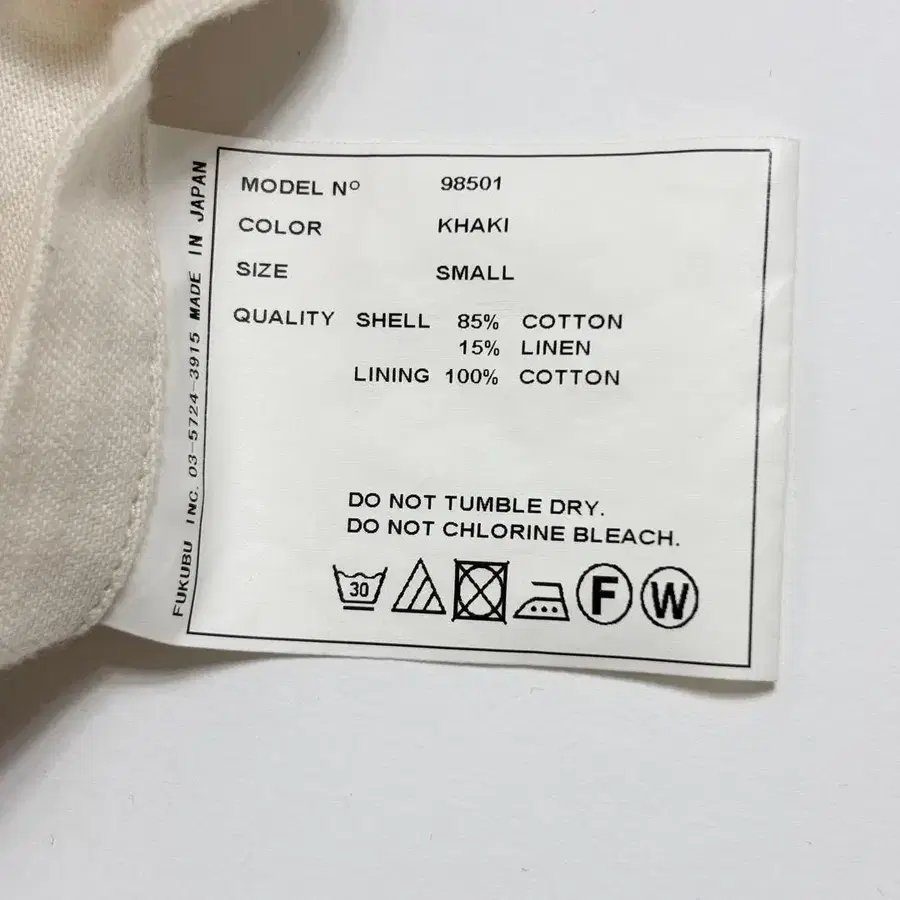 MODEL Nº 98501
COLOR KHAKI
SIZE SMALL
QUALITY SHELL 85% COTTON
15% LINEN
LINING 100% COTTON
DO NOT TUMBLE DRY.
DO NOT CHLORINE BLEACH.
30 F W
FUKUBU INC. 03-5724-3915 MADE IN JAPAN